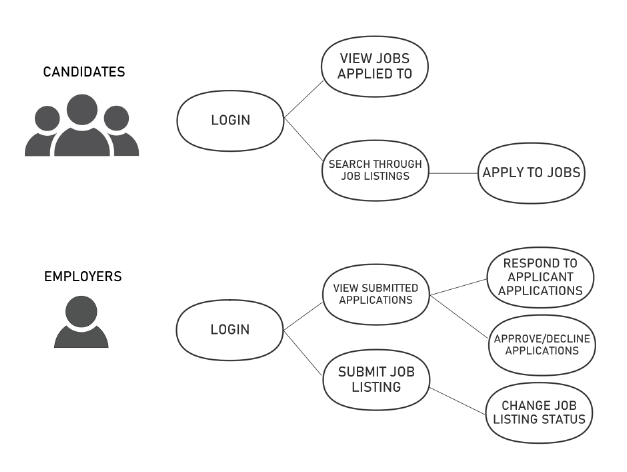 CANDIDATES
LOGIN
VIEW JOBS
APPLIED TO
SEARCH THROUGH
JOB LISTINGS
APPLY TO JOBS
EMPLOYERS
LOGIN
VIEW SUBMITTED
APPLICATIONS
RESPOND TO
APPLICANT
APPLICATIONS
APPROVE/DECLINE
APPLICATIONS
SUBMIT JOB
LISTING
CHANGE JOB
LISTING STATUS